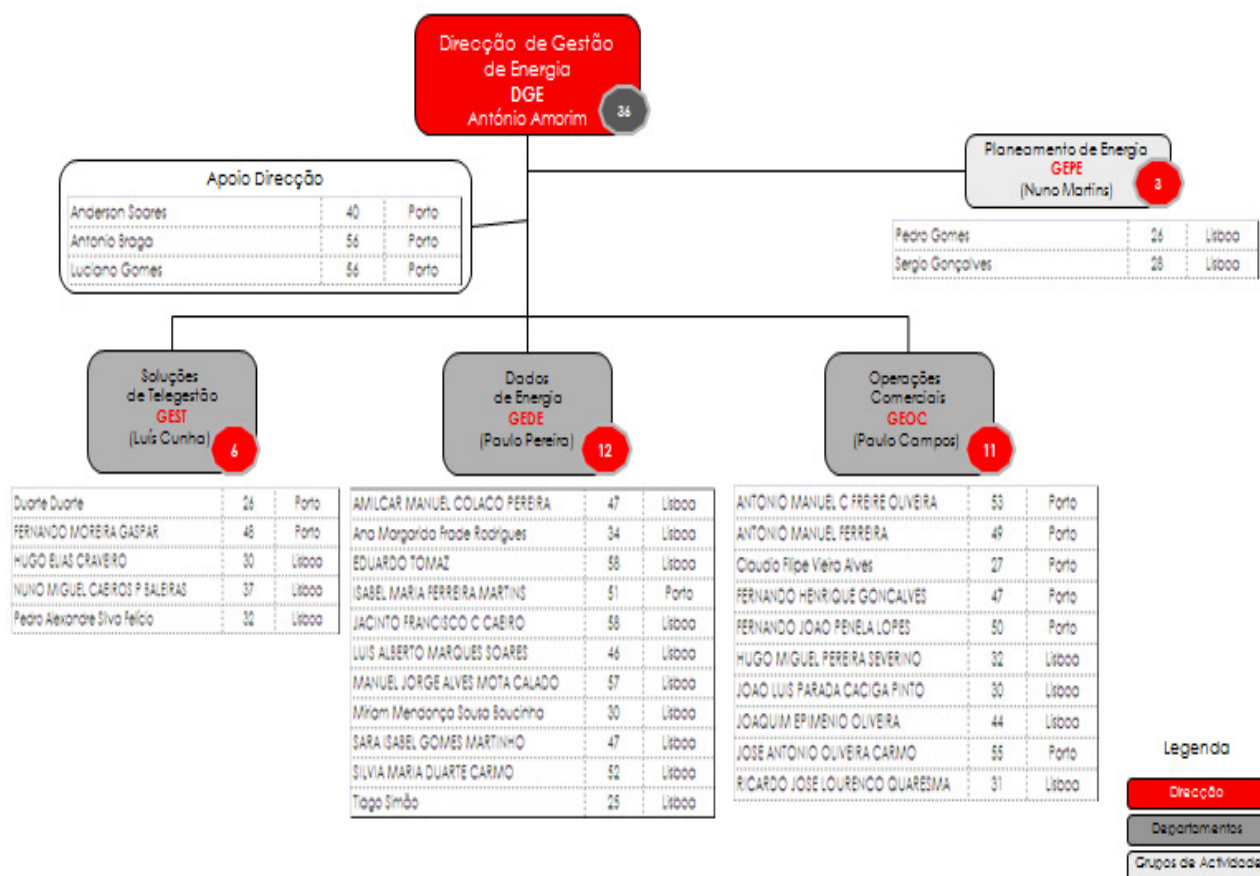 Direcção de Gestão
de Energia
DGE
António Amorim
36
Apoio Direcção
Anderson Soares 40 Porto
Antonio Braga 56 Porto
Luciano Gomes 56 Porto
Planeamento de Energia
GEPE
(Nuno Martins)
3
Pedro Gomes 26 Lisboa
Sergio Gonçalves 28 Lisboa
Soluções
de Telegestão
GEST
(Luís Cunha)
6
Duarte Duarte 26 Porto
FERNANDO MOREIRA GASPAR 48 Porto
HUGO ELIAS CRAVEIRO 30 Lisboa
NUNO MIGUEL CAEIROS P BALEIRAS 37 Lisboa
Pedro Alexandre Silva Felício 32 Lisboa
Dados
de Energia
GEDE
(Paulo Pereira)
12
AMILCAR MANUEL COLACO PEREIRA 47 Lisboa
Ana Margarida Frade Rodrigues 34 Lisboa
EDUARDO TOMAZ 58 Lisboa
ISABEL MARIA FERREIRA MARTINS 51 Porto
JACINTO FRANCISCO C CAEIRO 58 Lisboa
LUIS ALBERTO MARQUES SOARES 46 Lisboa
MANUEL JORGE ALVES MOTA CALADO 57 Lisboa
Miriam Mendonça Sousa Boucinha 30 Lisboa
SARA ISABEL GOMES MARTINHO 47 Lisboa
SILVIA MARIA DUARTE CARMO 52 Lisboa
Tiago Simão 25 Lisboa
Operações
Comerciais
GEOC
(Paulo Campos)
11
ANTONIO MANUEL C FREIRE OLIVEIRA 53 Porto
ANTONIO MANUEL FERREIRA 49 Porto
Claudio Filipe Vieira Alves 27 Porto
FERNANDO HENRIQUE GONCALVES 47 Porto
FERNANDO JOAO PENELA LOPES 50 Porto
HUGO MIGUEL PEREIRA SEVERINO 32 Lisboa
JOAO LUIS PARADA CACIGA PINTO 30 Lisboa
JOAQUIM EPIMENIO OLIVEIRA 44 Lisboa
JOSE ANTONIO OLIVEIRA CARMO 55 Porto
RICARDO JOSE LOURENCO QUARESMA 31 Lisboa
Legenda
Direcção
Departamentos
Grupos de Actividade